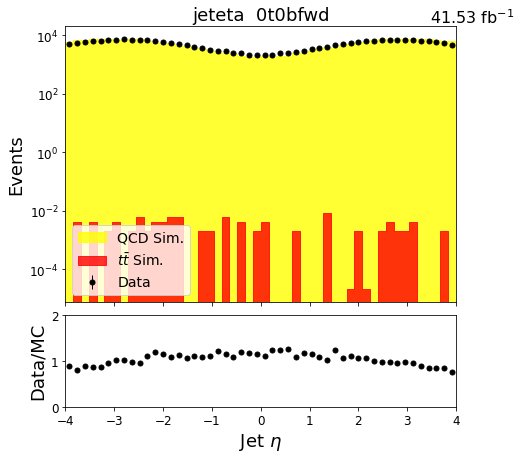 jeteta 0t0bfwd
41.53 fb⁻¹
Events
10⁴
10²
10⁰
10⁻²
10⁻⁴
QCD Sim.
tt̄ Sim.
Data
Data/MC
2
1
0
−4 −3 −2 −1 0 1 2 3 4
Jet η